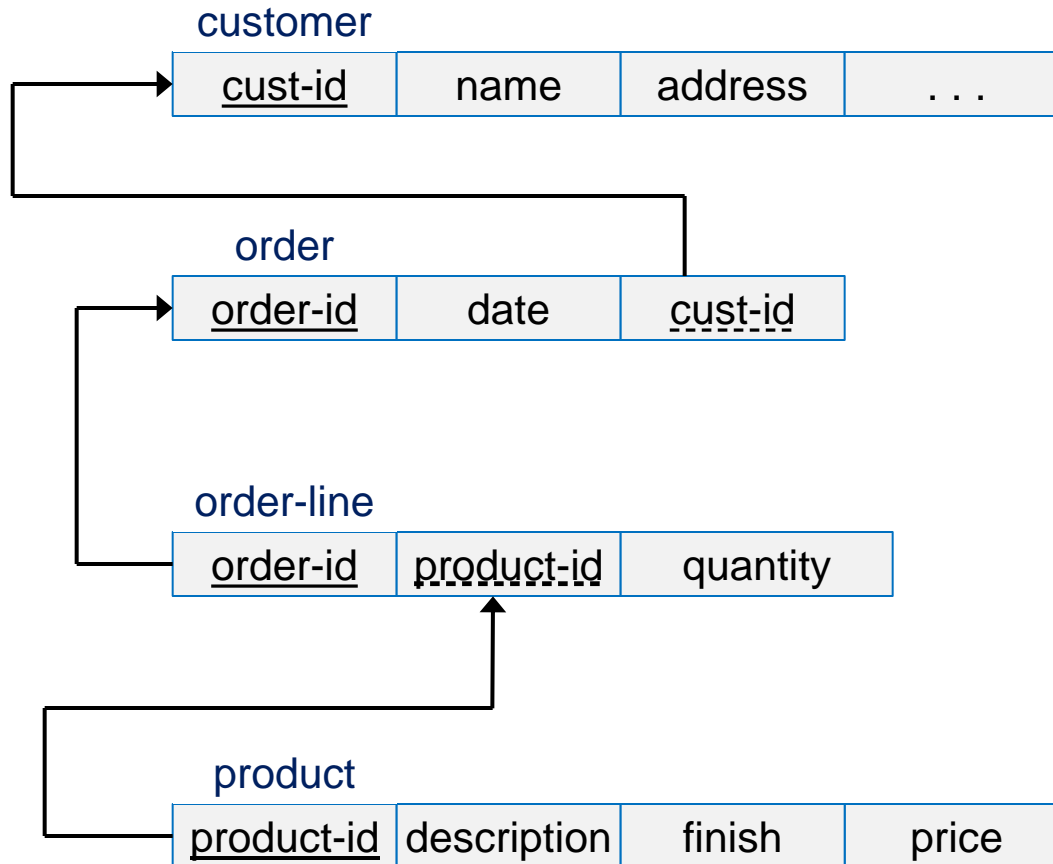 customer
cust-id name address . . .
order
order-id date cust-id
order-line
order-id product-id quantity
product
product-id description finish price